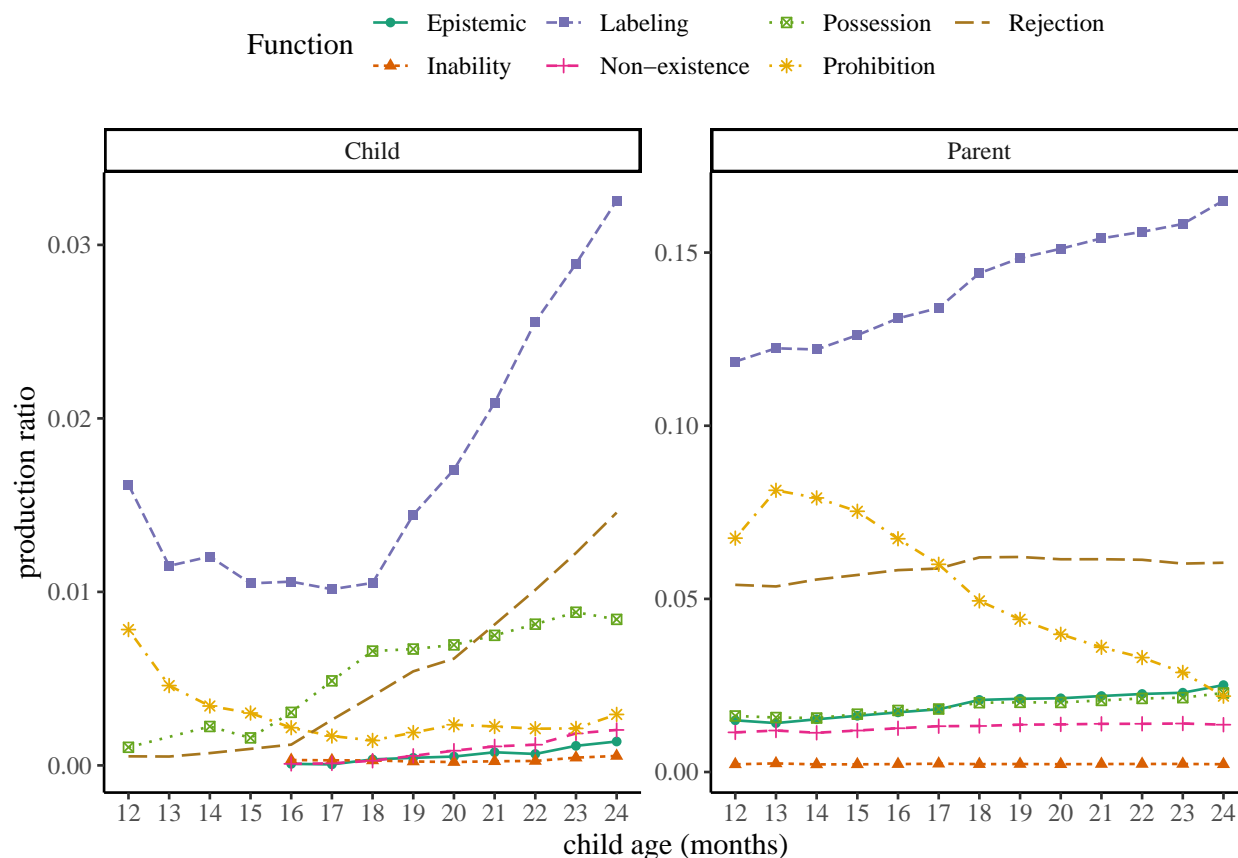 Function
Epistemic Labeling Possession Rejection
Inability Non−existence Prohibition
Child Parent
production ratio
0.03
0.02
0.01
0.00
0.15
0.10
0.05
0.00
12 13 14 15 16 17 18 19 20 21 22 23 24
12 13 14 15 16 17 18 19 20 21 22 23 24
child age (months)